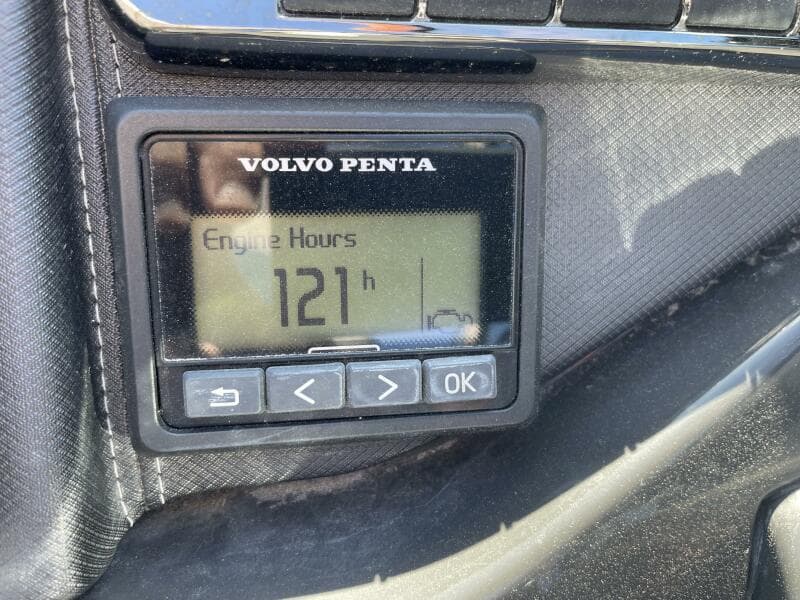 VOLVO PENTA
Engine Hours
121 h
OK